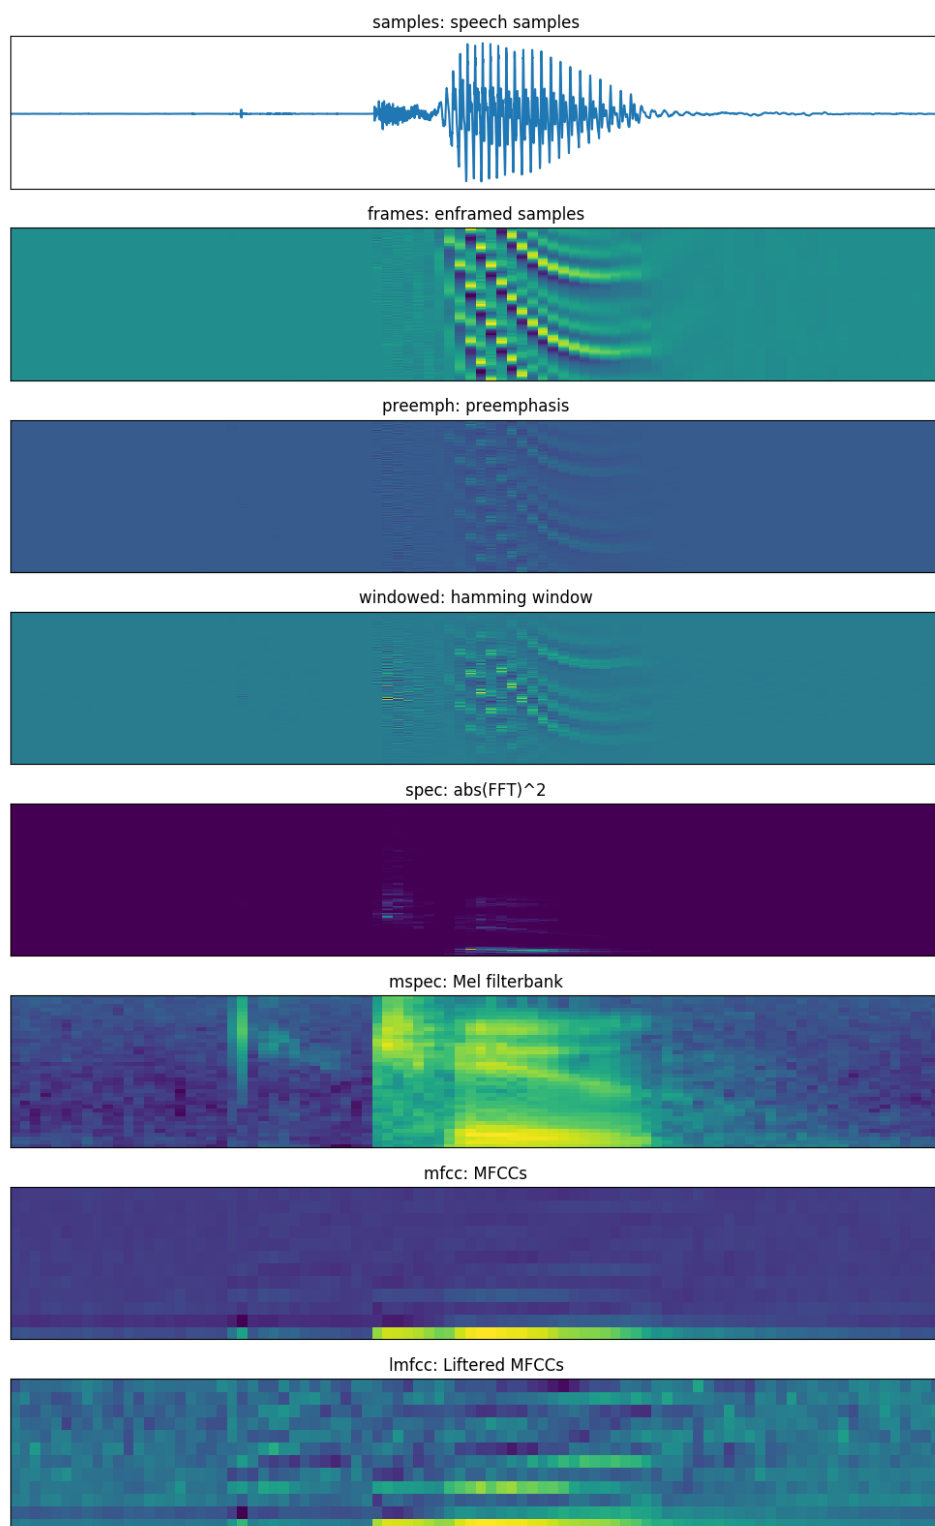 samples: speech samples
frames: enframed samples
preemph: preemphasis
windowed: hamming window
spec: abs(FFT)^2
mspec: Mel filterbank
mfcc: MFCCs
lmfcc: Liftered MFCCs